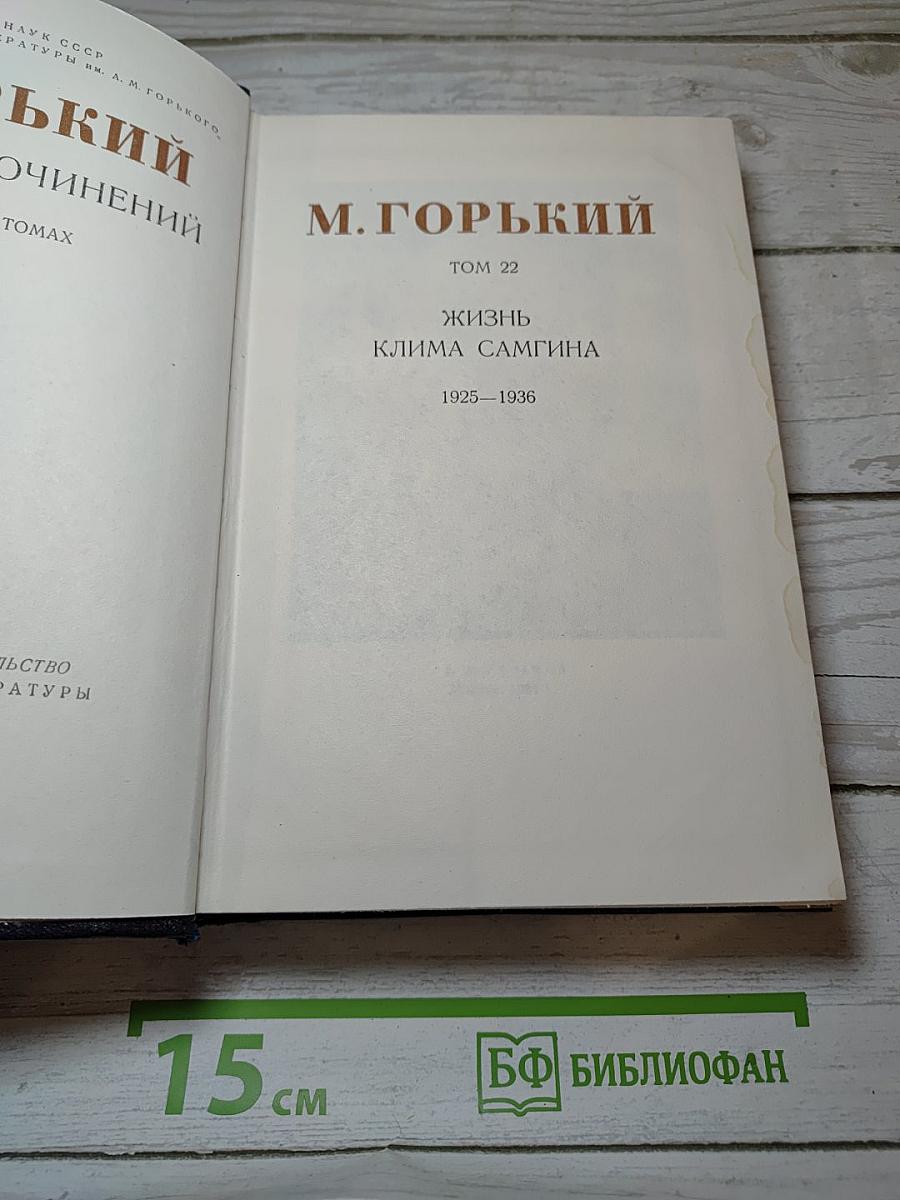 НАУК СССР
ЕРАТУРЫ им. А. М. ГОРЬКОГО
РЬКИЙ
ОЧИНЕНИЙ
ТОМАХ
ЛЬСТВО
РАТУРЫ
М. ГОРЬКИЙ
ТОМ 22
ЖИЗНЬ
КЛИМА САМГИНА
1925—1936
15 см
БФ БИБЛИОФАН